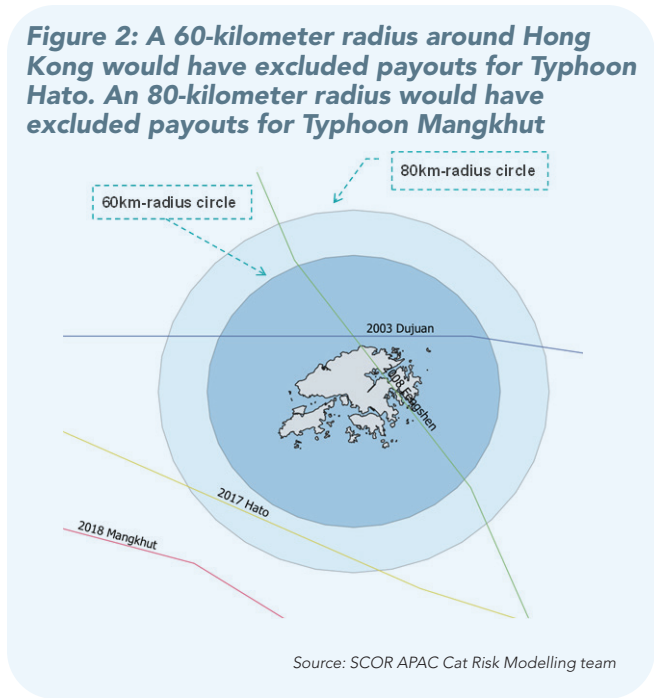 Figure 2: A 60-kilometer radius around Hong
Kong would have excluded payouts for Typhoon
Hato. An 80-kilometer radius would have
excluded payouts for Typhoon Mangkhut
80km-radius circle
60km-radius circle
2003 Dujuan
2008 Fengshen
2017 Hato
2018 Mangkhut
Source: SCOR APAC Cat Risk Modelling team